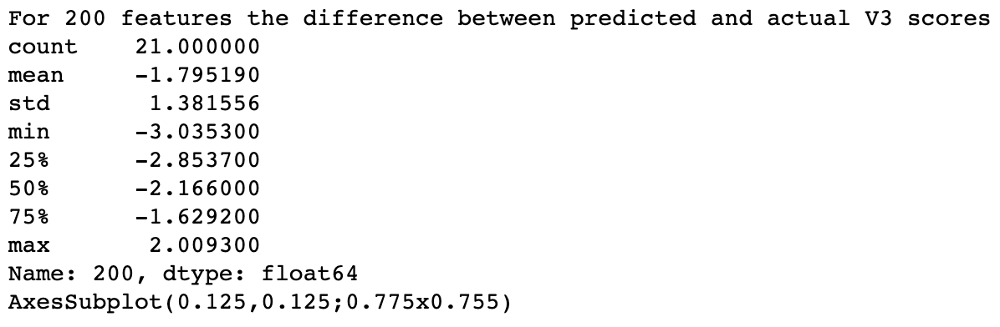 For 200 features the difference between predicted and actual V3 scores
count    21.000000
mean     -1.795190
std       1.381556
min      -3.035300
25%      -2.853700
50%      -2.166000
75%      -1.629200
max       2.009300
Name: 200, dtype: float64
AxesSubplot(0.125,0.125;0.775x0.755)